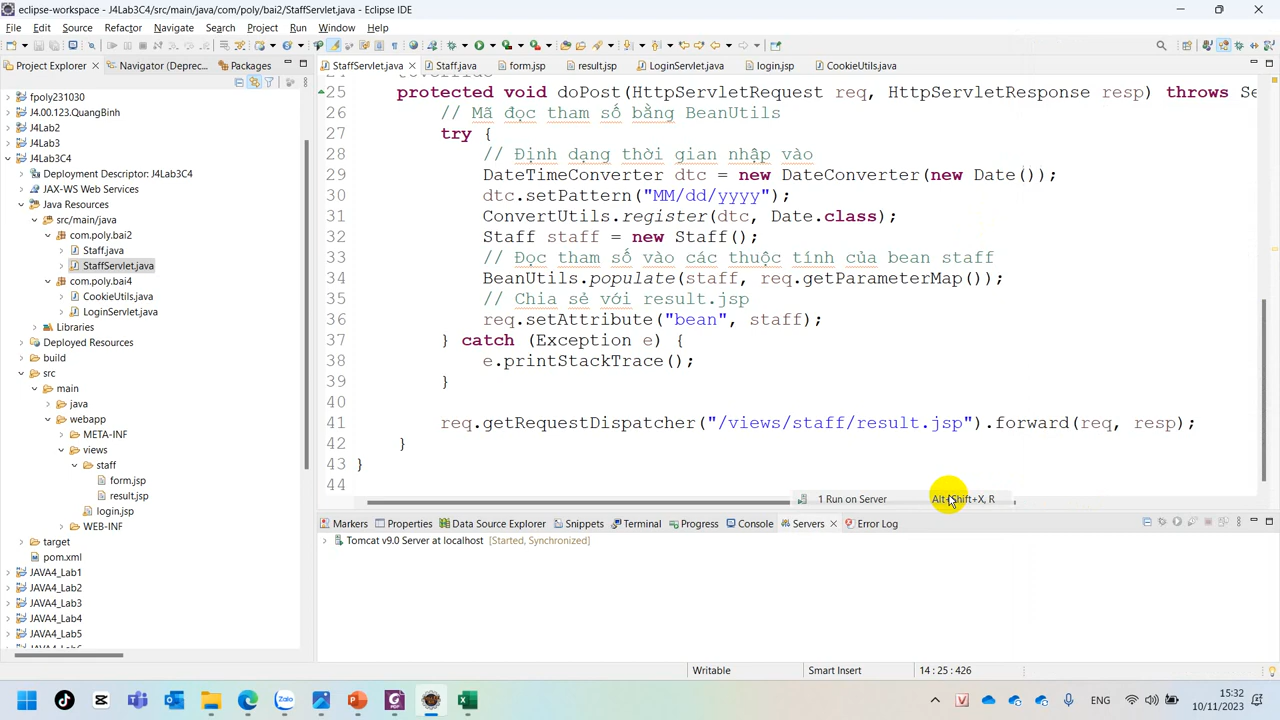 eclipse-workspace - J4Lab3C4/src/main/java/com/poly/bai2/StaffServlet.java - Eclipse IDE
File Edit Source Refactor Navigate Search Project Run Window Help
Project Explorer Navigator (Deprec... Packages
StaffServlet.java Staff.java form.jsp result.jsp LoginServlet.java login.jsp CookieUtils.java
fpoly231030
J4.00.123.QuangBinh
J4Lab2
J4Lab3
J4Lab3C4
Deployment Descriptor: J4Lab3C4
JAX-WS Web Services
Java Resources
src/main/java
com.poly.bai2
Staff.java
StaffServlet.java
com.poly.bai4
CookieUtils.java
LoginServlet.java
Libraries
Deployed Resources
build
src
main
java
webapp
META-INF
views
staff
form.jsp
result.jsp
login.jsp
WEB-INF
target
pom.xml
JAVA4_Lab1
JAVA4_Lab2
JAVA4_Lab3
JAVA4_Lab4
JAVA4_Lab5
25 protected void doPost(HttpServletRequest req, HttpServletResponse resp) throws Se
26 // Mã đọc tham số bằng BeanUtils
27 try {
28 // Định dạng thời gian nhập vào
29 DateTimeConverter dtc = new DateConverter(new Date());
30 dtc.setPattern("MM/dd/yyyy");
31 ConvertUtils.register(dtc, Date.class);
32 Staff staff = new Staff();
33 // Đọc tham số vào các thuộc tính của bean staff
34 BeanUtils.populate(staff, req.getParameterMap());
35 // Chia sẻ với result.jsp
36 req.setAttribute("bean", staff);
37 } catch (Exception e) {
38 e.printStackTrace();
39 }
40
41 req.getRequestDispatcher("/views/staff/result.jsp").forward(req, resp);
42 }
43 }
44
1 Run on Server Alt+Shift+X, R
Markers Properties Data Source Explorer Snippets Terminal Progress Console Servers Error Log
Tomcat v9.0 Server at localhost [Started, Synchronized]
Writable Smart Insert 14 : 25 : 426
Zalo
ENG
15:32
10/11/2023